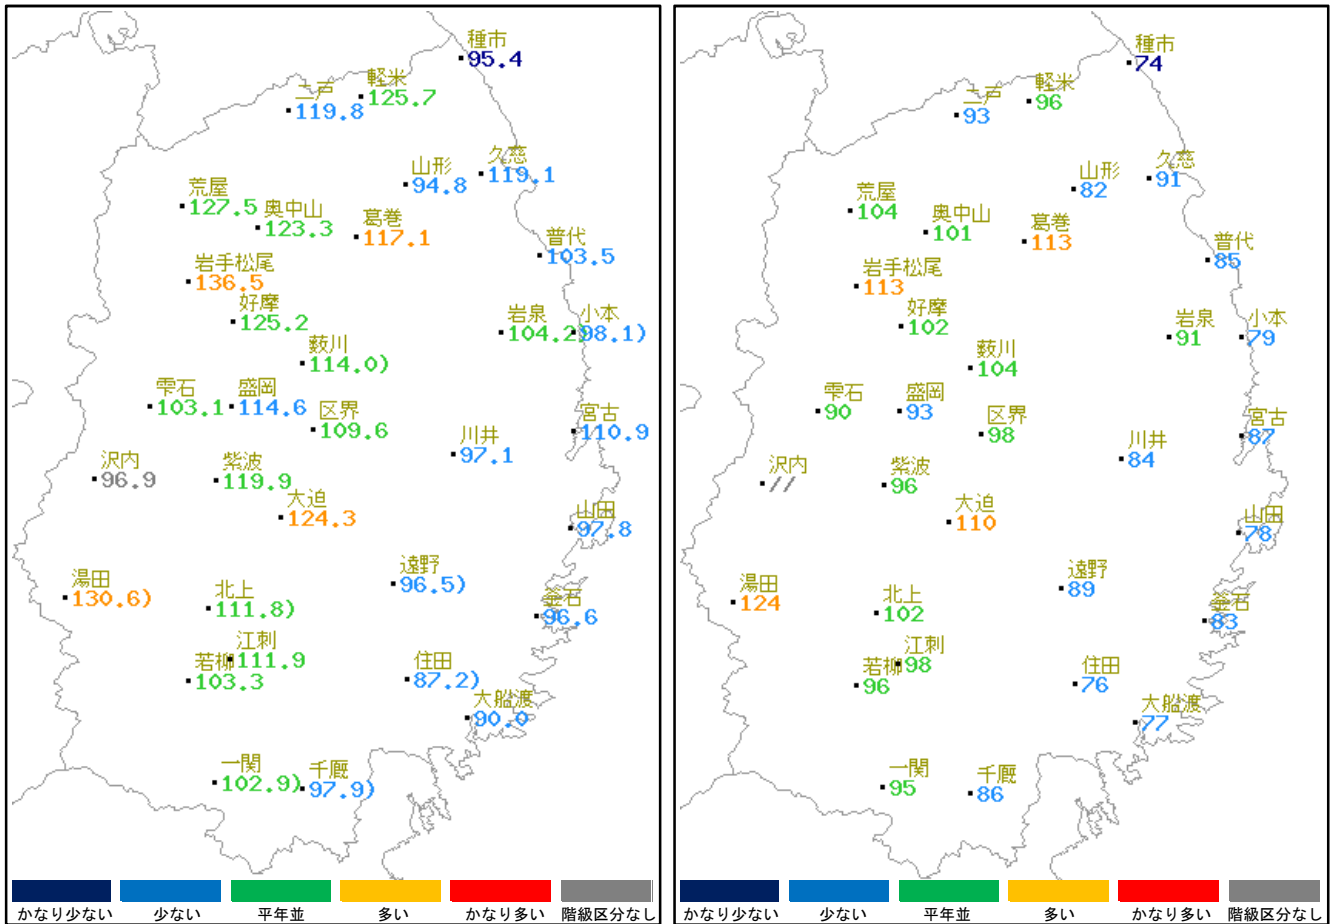 種市
95.4
軽米
125.7
二戸
119.8
山形
94.8
久慈
119.1
荒屋
127.5
奥中山
123.3
葛巻
117.1
普代
103.5
岩手松尾
136.5
好摩
125.2
岩泉
104.2)
小本
98.1)
薮川
114.0)
雫石
103.1
盛岡
114.6
区界
109.6
宮古
110.9
川井
97.1
沢内
96.9
紫波
119.9
大迫
124.3
山田
97.8
湯田
130.6)
北上
111.8)
遠野
96.5)
釜石
96.6
江刺
111.9
若柳
103.3
住田
87.2)
大船渡
90.0
一関
102.9)
千厩
97.9)
かなり少ない
少ない
平年並
多い
かなり多い
階級区分なし
種市
74
軽米
96
二戸
93
山形
82
久慈
91
荒屋
104
奥中山
101
葛巻
113
普代
85
岩手松尾
113
好摩
102
岩泉
91
小本
79
薮川
104
雫石
90
盛岡
93
区界
98
宮古
87
川井
84
沢内
//
紫波
96
大迫
110
山田
78
湯田
124
北上
102
遠野
89
釜石
83
江刺
98
若柳
96
住田
76
大船渡
77
一関
95
千厩
86
かなり少ない
少ない
平年並
多い
かなり多い
階級区分なし